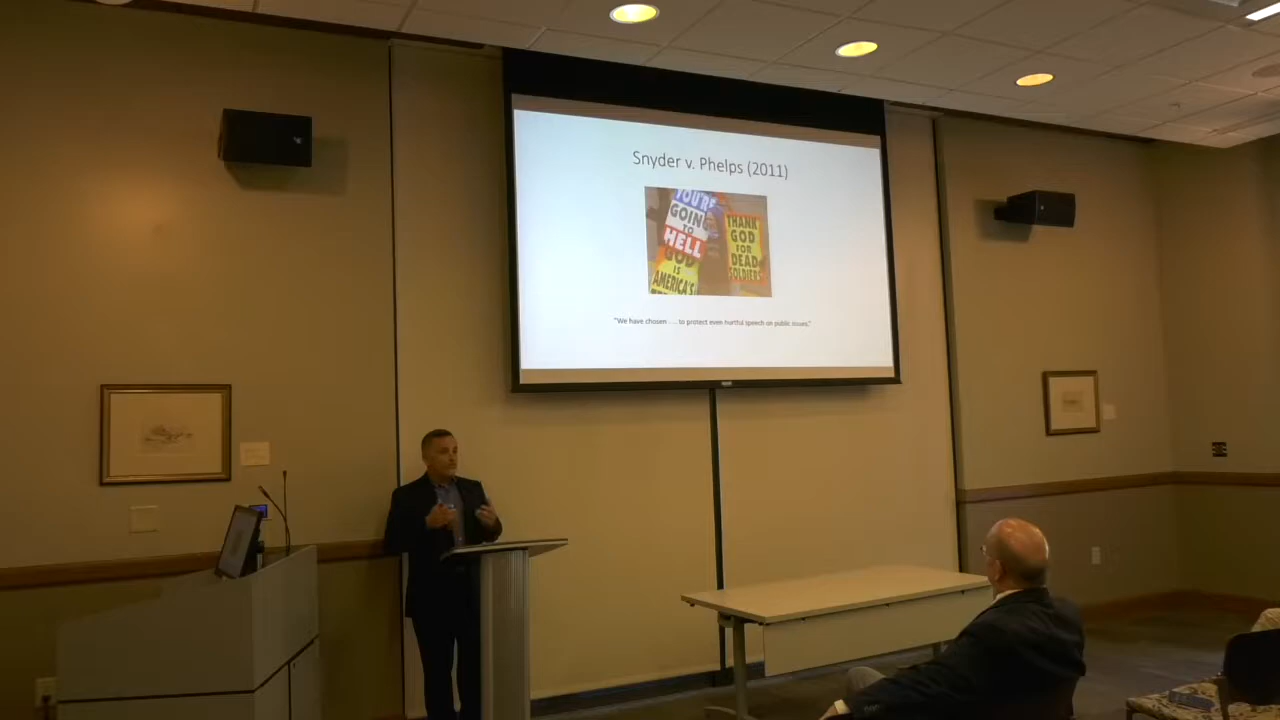 Snyder v. Phelps (2011)
YOU'RE
GOING
TO
HELL
GOD
IS
AMERICA'S
THANK
GOD
FOR
DEAD
SOLDIERS
"We have chosen . . . to protect even hurtful speech on public issues."